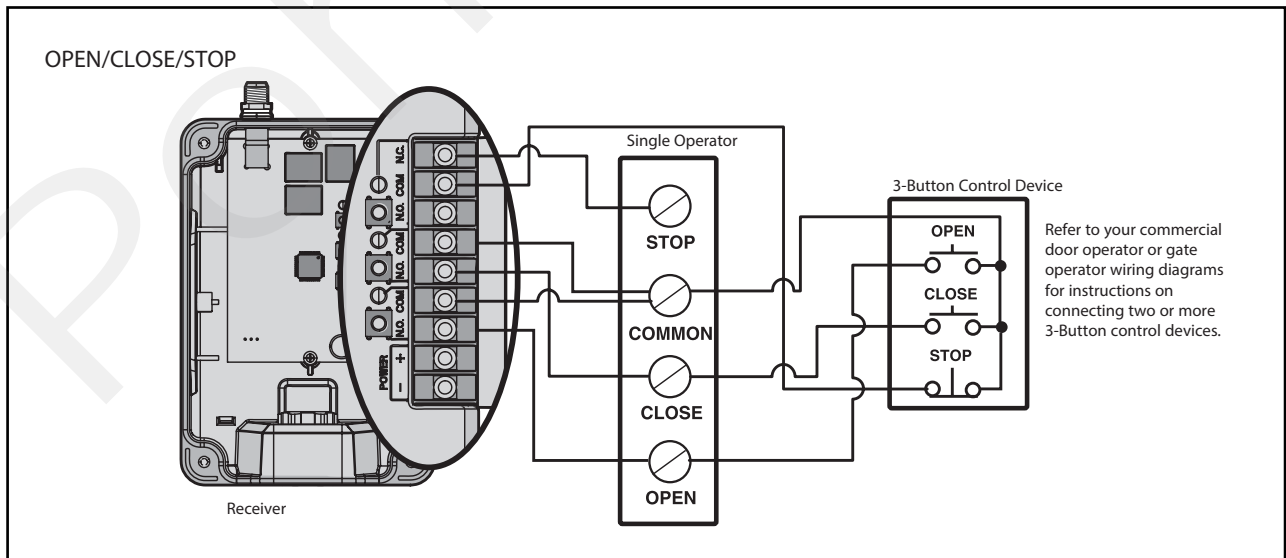 OPEN/CLOSE/STOP
N.C.
COM
N.O.
COM
N.O.
COM
N.O.
POWER
+
−
Receiver
Single Operator
STOP
COMMON
CLOSE
OPEN
3-Button Control Device
OPEN
CLOSE
STOP
Refer to your commercial
door operator or gate
operator wiring diagrams
for instructions on
connecting two or more
3-Button control devices.